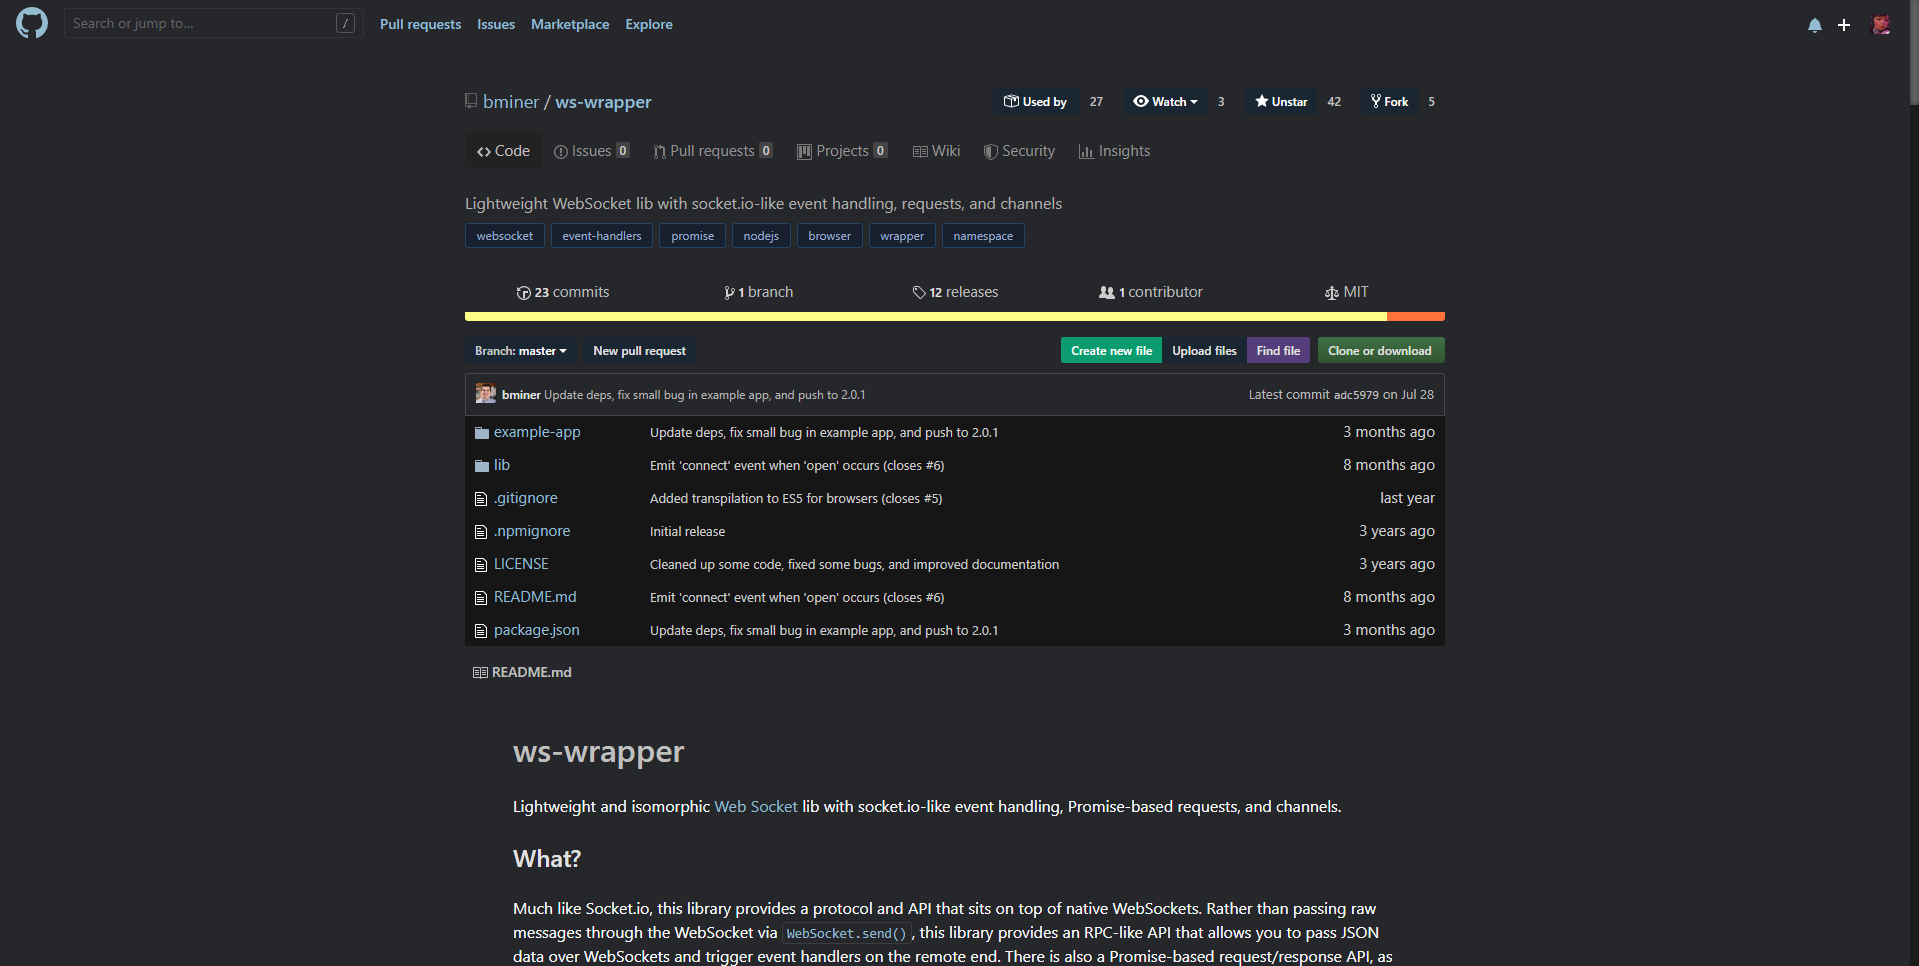 Search or jump to... /
Pull requests Issues Marketplace Explore
bminer / ws-wrapper
Used by 27 Watch 3 Unstar 42 Fork 5
Code Issues 0 Pull requests 0 Projects 0 Wiki Security Insights
Lightweight WebSocket lib with socket.io-like event handling, requests, and channels
websocket event-handlers promise nodejs browser wrapper namespace
23 commits 1 branch 12 releases 1 contributor MIT
Branch: master New pull request Create new file Upload files Find file Clone or download
bminer Update deps, fix small bug in example app, and push to 2.0.1 Latest commit adc5979 on Jul 28
example-app Update deps, fix small bug in example app, and push to 2.0.1 3 months ago
lib Emit 'connect' event when 'open' occurs (closes #6) 8 months ago
.gitignore Added transpilation to ES5 for browsers (closes #5) last year
.npmignore Initial release 3 years ago
LICENSE Cleaned up some code, fixed some bugs, and improved documentation 3 years ago
README.md Emit 'connect' event when 'open' occurs (closes #6) 8 months ago
package.json Update deps, fix small bug in example app, and push to 2.0.1 3 months ago
README.md
ws-wrapper
Lightweight and isomorphic Web Socket lib with socket.io-like event handling, Promise-based requests, and channels.
What?
Much like Socket.io, this library provides a protocol and API that sits on top of native WebSockets. Rather than passing raw
messages through the WebSocket via WebSocket.send(), this library provides an RPC-like API that allows you to pass JSON
data over WebSockets and trigger event handlers on the remote end. There is also a Promise-based request/response API, as